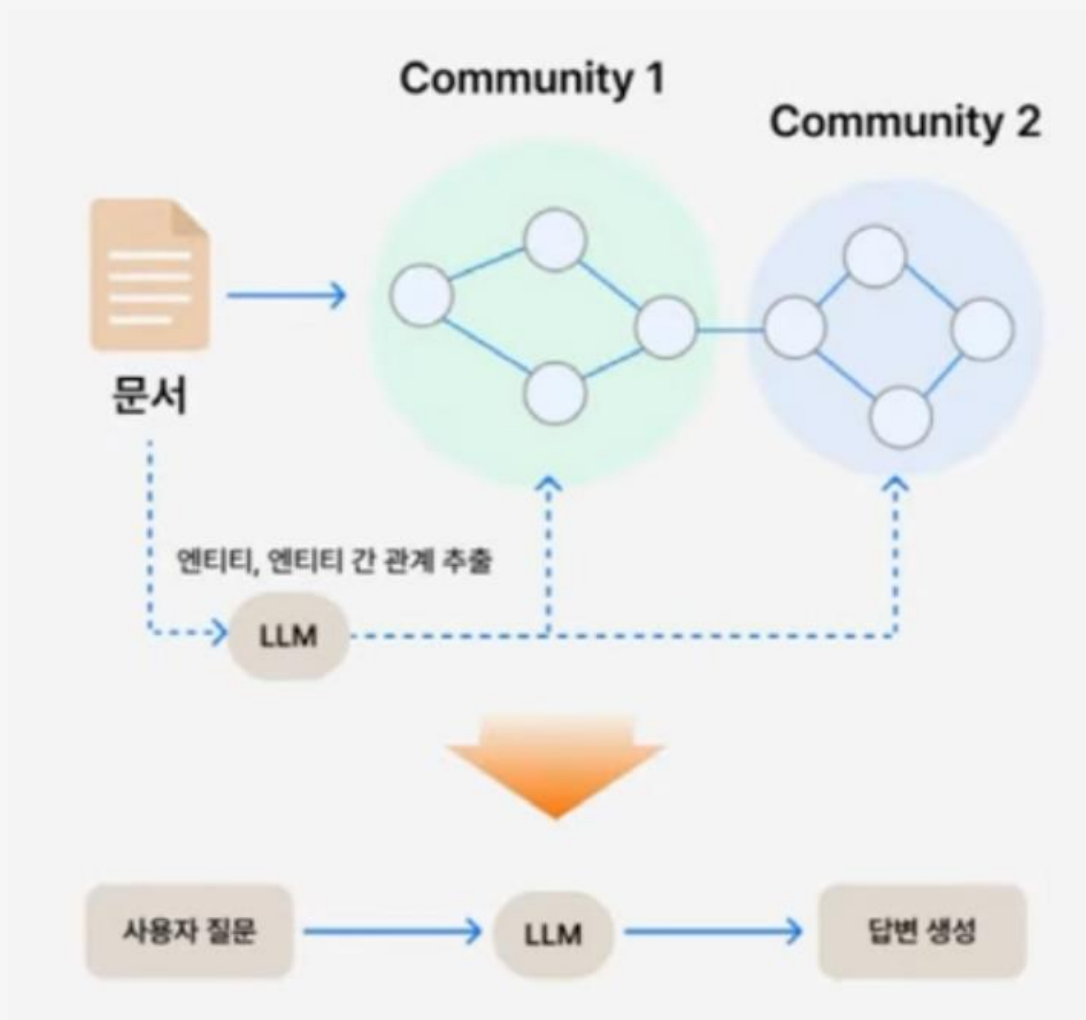 Community 1
Community 2
문서
엔티티, 엔티티 간 관계 추출
LLM
사용자 질문
LLM
답변 생성